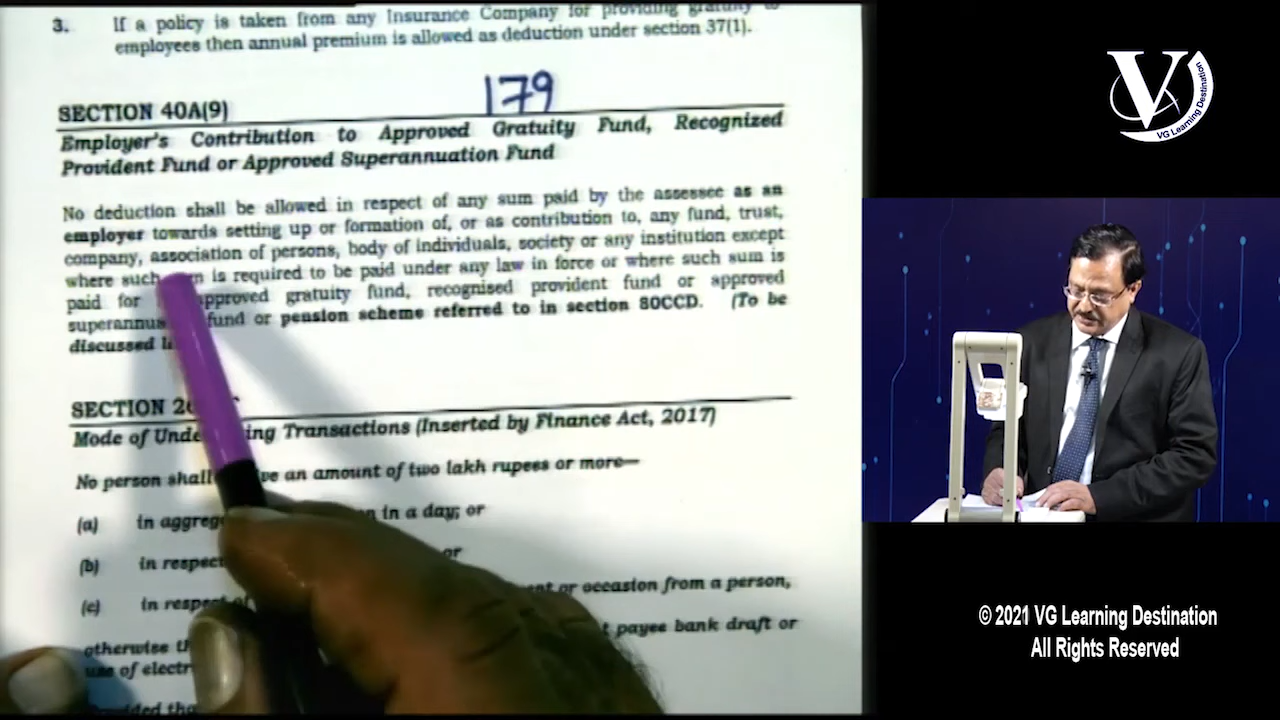 3. If a policy is taken from any Insurance Company for providing gratuity to
employees then annual premium is allowed as deduction under section 37(1).
179
SECTION 40A(9)
Employer's Contribution to Approved Gratuity Fund, Recognized
Provident Fund or Approved Superannuation Fund
No deduction shall be allowed in respect of any sum paid by the assessee as an
employer towards setting up or formation of, or as contribution to, any fund, trust,
company, association of persons, body of individuals, society or any institution except
where such is required to be paid under any law in force or where such sum is
paid for approved gratuity fund, recognised provident fund or approved
fund or pension scheme referred to in section 80CCD. (To be
discussed
SECTION
Mode of Transactions (Inserted by Finance Act, 2017)
No person shall an amount of two lakh rupees or more—
(a) in in a day; or
(b) in respect or
(c) in respect of or occasion from a person,
otherwise payee bank draft or
use of
V
VG Learning Destination
© 2021 VG Learning Destination
All Rights Reserved